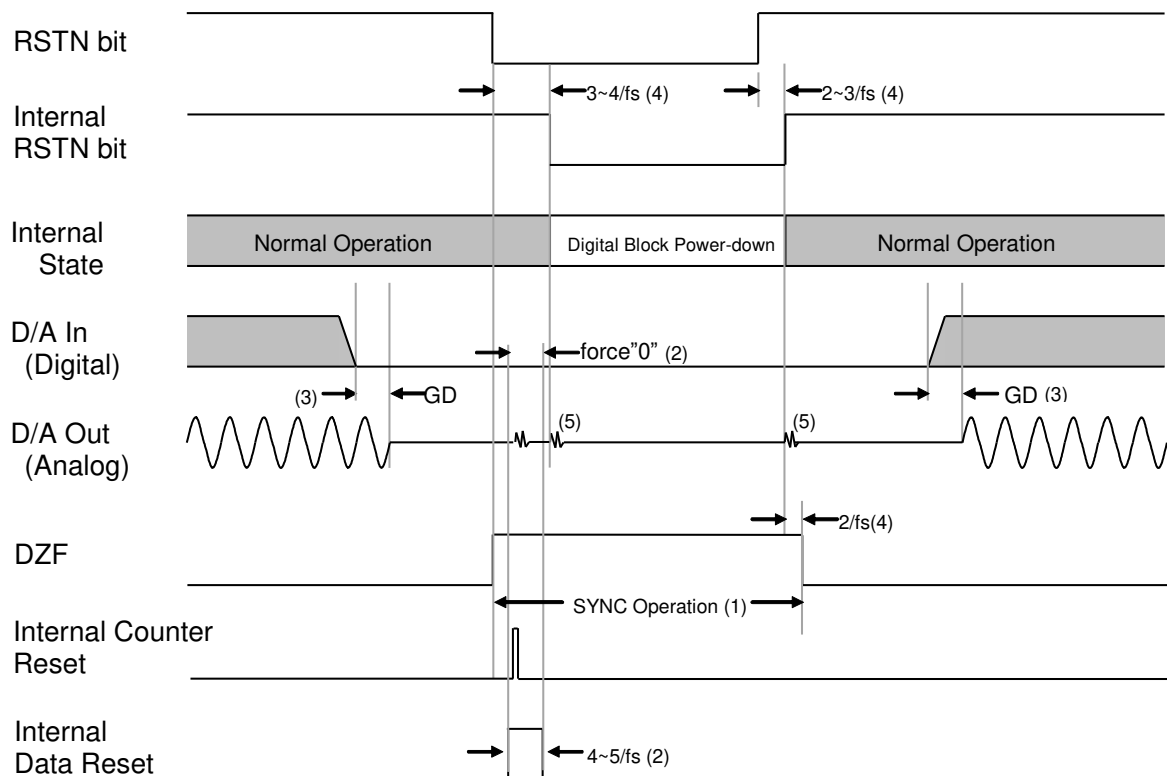 RSTN bit
3~4/fs (4)
2~3/fs (4)
Internal
RSTN bit
Internal
State
Normal Operation
Digital Block Power-down
Normal Operation
D/A In
(Digital)
force”0” (2)
(3)
GD
GD (3)
D/A Out
(Analog)
(5)
(5)
2/fs(4)
DZF
SYNC Operation (1)
Internal Counter
Reset
Internal
Data Reset
4~5/fs (2)